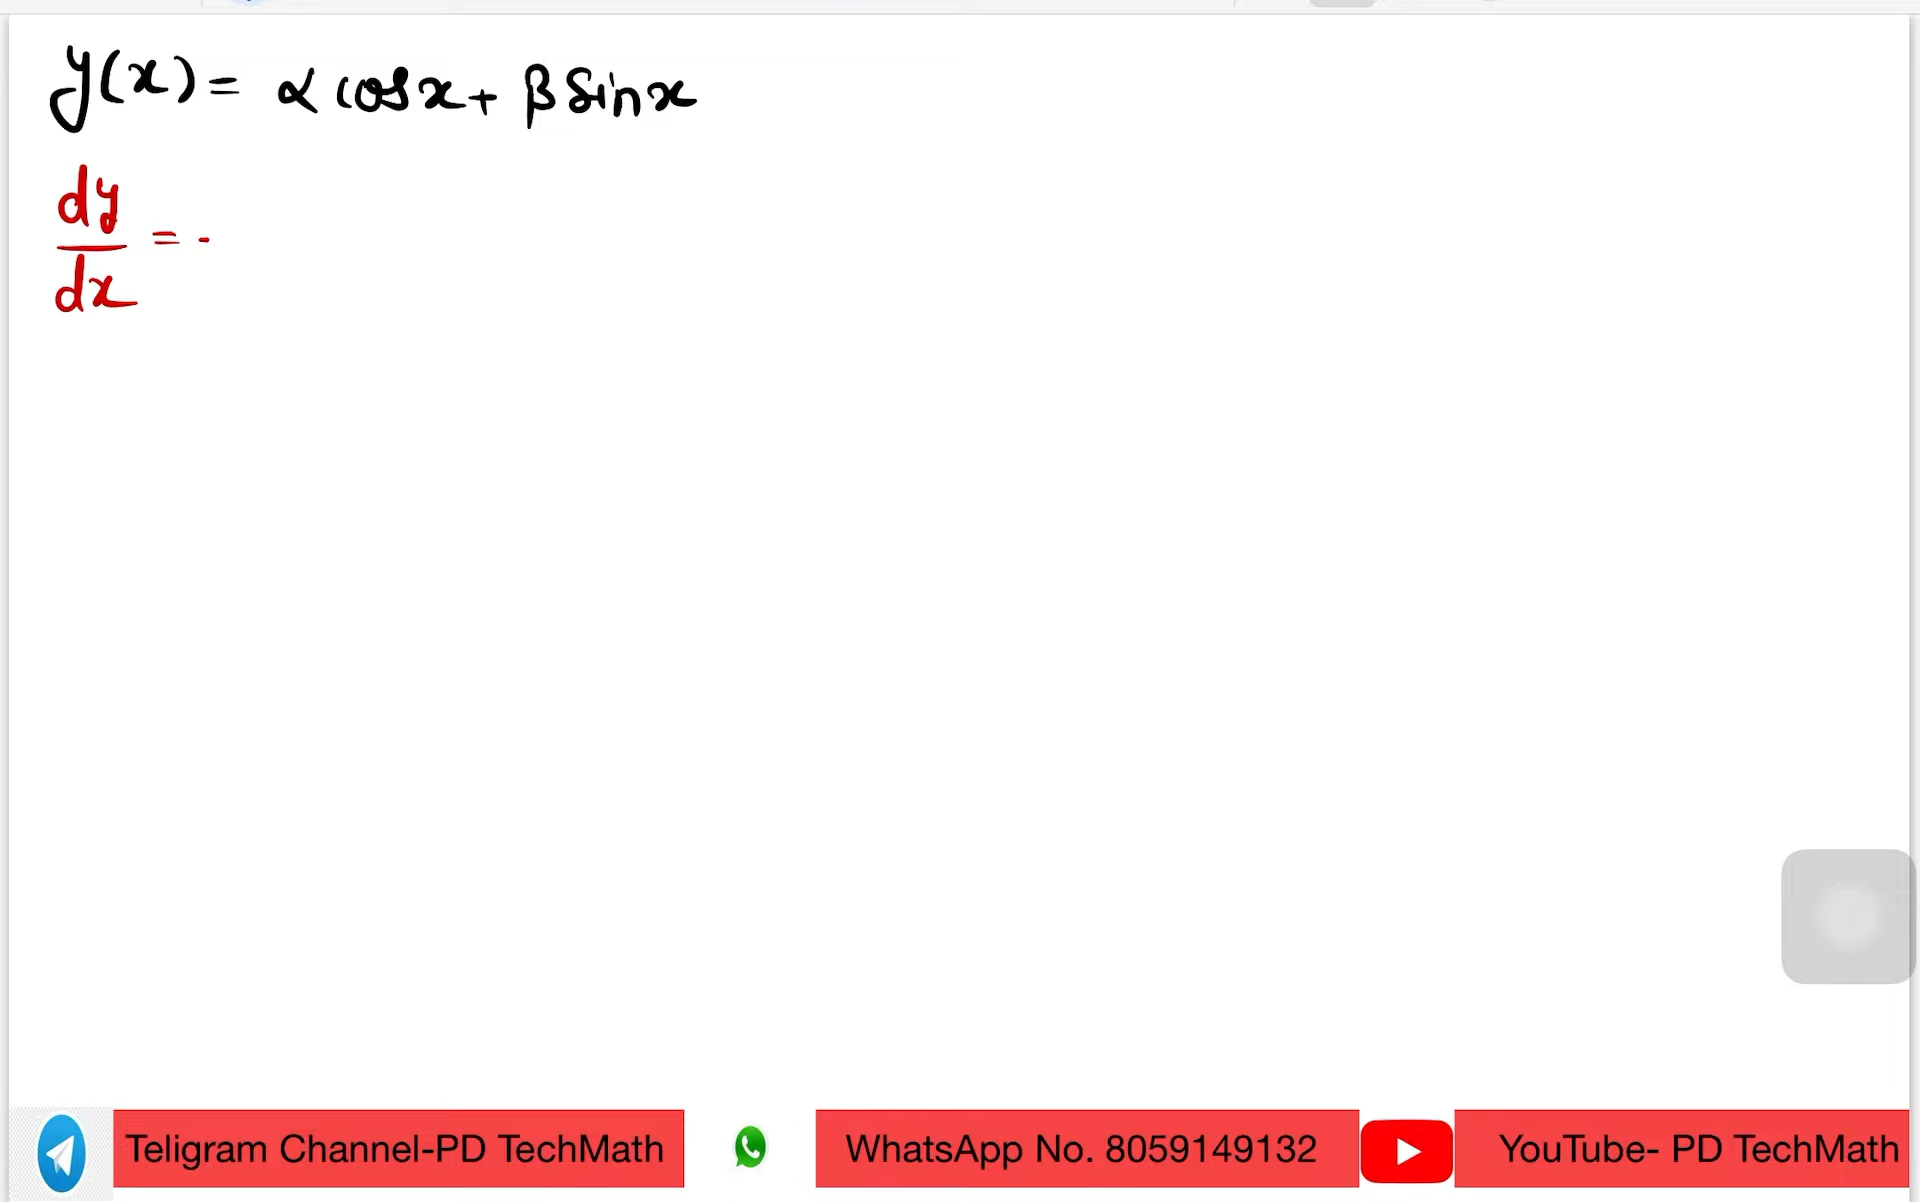 y(x) = α cos x + β Sin x
dy/dx = -
Teligram Channel-PD TechMath
WhatsApp No. 8059149132
YouTube- PD TechMath